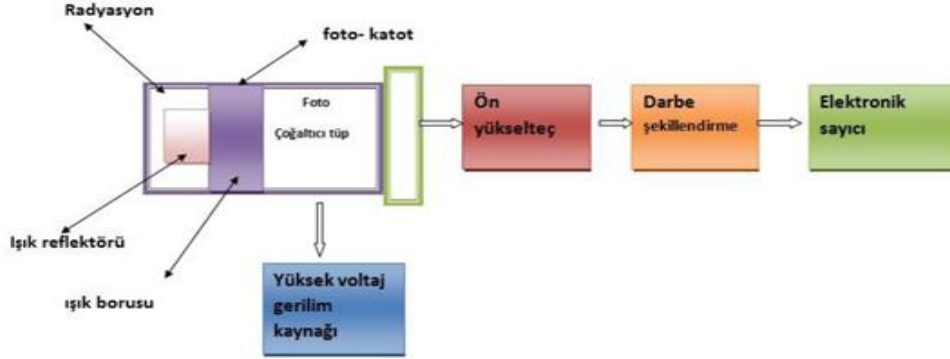 Radyasyon
foto- katot
Foto
Çoğaltıcı tüp
Ön
yükselteç
Darbe
şekillendirme
Elektronik
sayıcı
Işık reflektörü
ışık borusu
Yüksek voltaj
gerilim
kaynağı